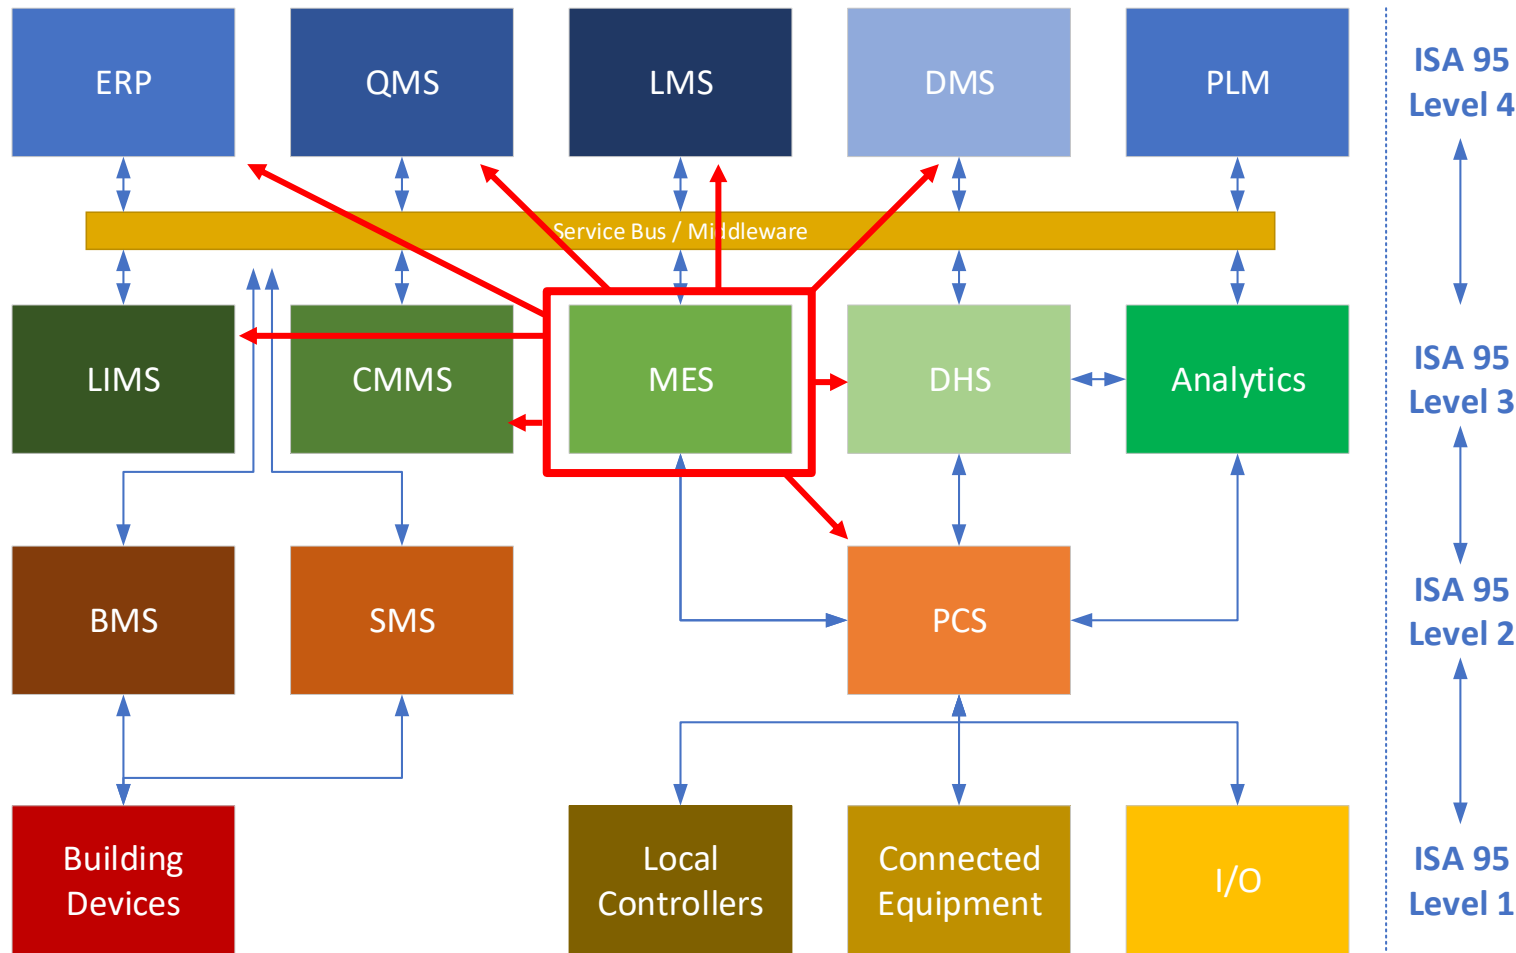 ERP
QMS
LMS
DMS
PLM
ISA 95
Level 4
Service Bus / Middleware
LIMS
CMMS
MES
DHS
Analytics
ISA 95
Level 3
BMS
SMS
PCS
ISA 95
Level 2
Building
Devices
Local
Controllers
Connected
Equipment
I/O
ISA 95
Level 1